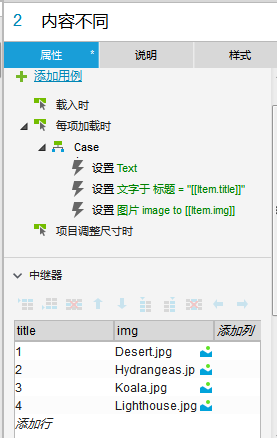 2 内容不同
属性 * 说明 样式
添加用例
载入时
每项加载时
Case
设置 Text
设置 文字于 标题 = "[[Item.title]]"
设置 图片 image to [[Item.img]]
项目调整尺寸时
中继器
title img 添加列
1 Desert.jpg
2 Hydrangeas.jp
3 Koala.jpg
4 Lighthouse.jpg
添加行